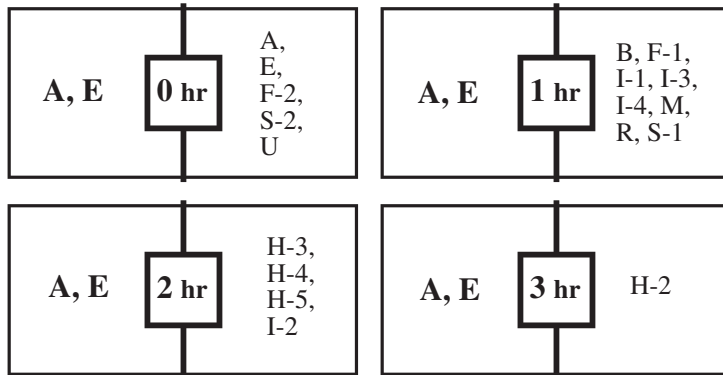 A, E
0 hr
A,
E,
F-2,
S-2,
U
A, E
1 hr
B, F-1,
I-1, I-3,
I-4, M,
R, S-1
A, E
2 hr
H-3,
H-4,
H-5,
I-2
A, E
3 hr
H-2